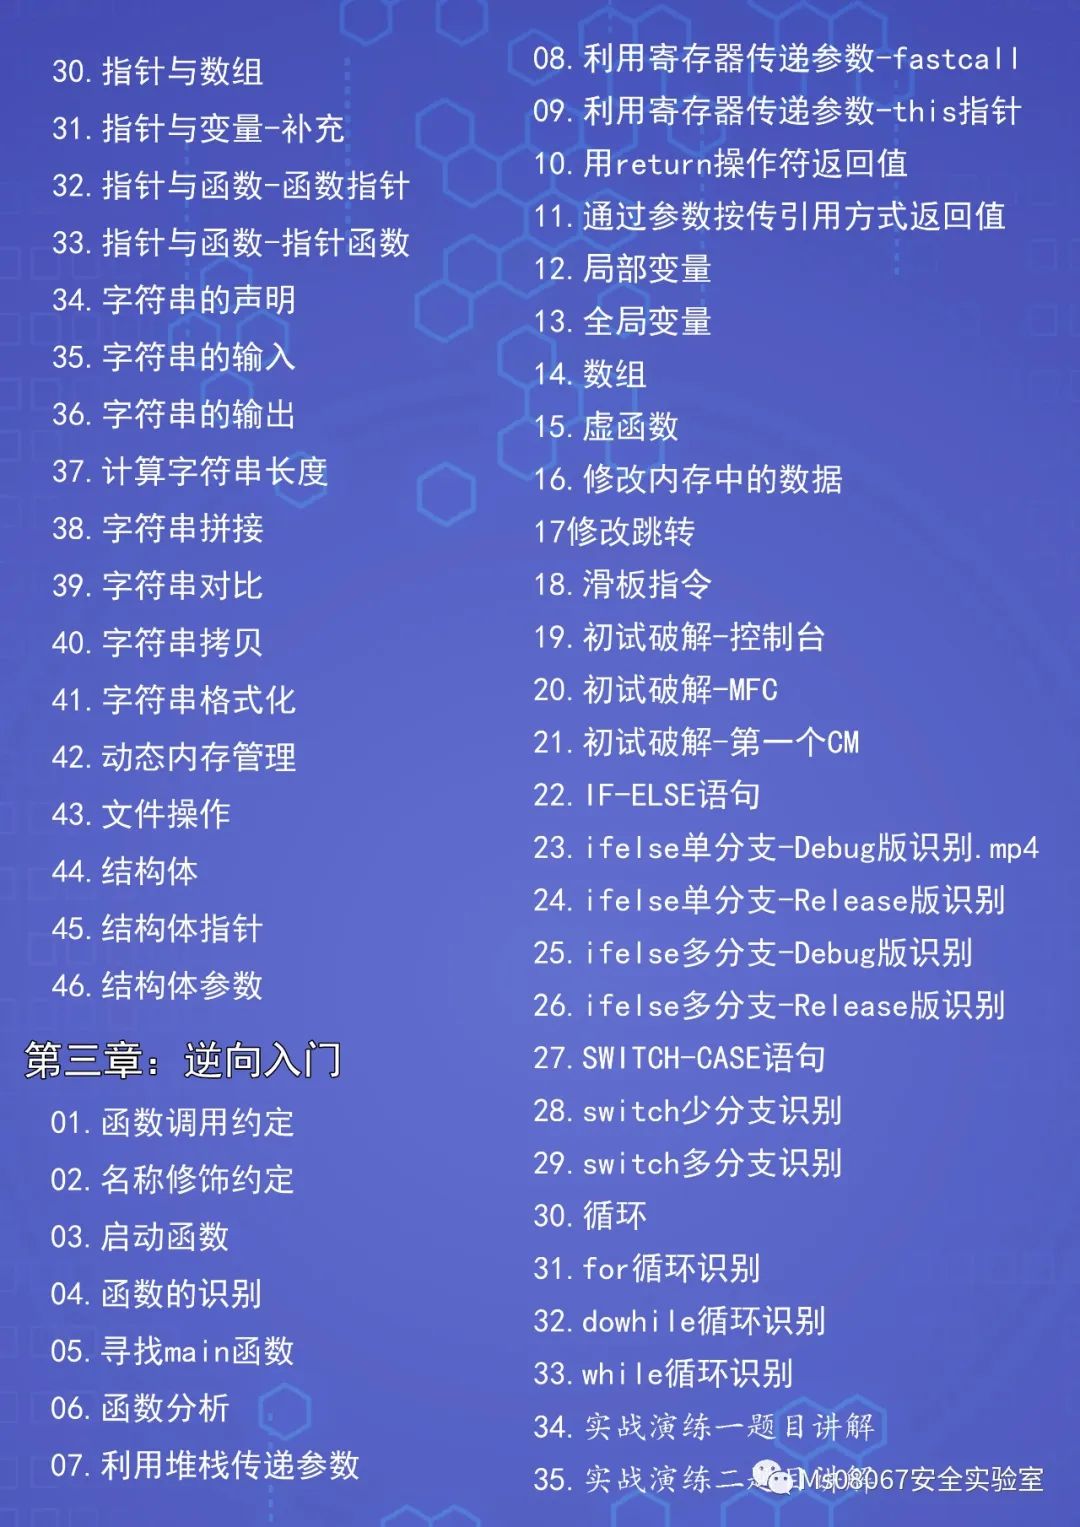 30. 指针与数组
31. 指针与变量-补充
32. 指针与函数-函数指针
33. 指针与函数-指针函数
34. 字符串的声明
35. 字符串的输入
36. 字符串的输出
37. 计算字符串长度
38. 字符串拼接
39. 字符串对比
40. 字符串拷贝
41. 字符串格式化
42. 动态内存管理
43. 文件操作
44. 结构体
45. 结构体指针
46. 结构体参数
第三章：逆向入门
01. 函数调用约定
02. 名称修饰约定
03. 启动函数
04. 函数的识别
05. 寻找main函数
06. 函数分析
07. 利用堆栈传递参数
08. 利用寄存器传递参数-fastcall
09. 利用寄存器传递参数-this指针
10. 用return操作符返回值
11. 通过参数按传引用方式返回值
12. 局部变量
13. 全局变量
14. 数组
15. 虚函数
16. 修改内存中的数据
17修改跳转
18. 滑板指令
19. 初试破解-控制台
20. 初试破解-MFC
21. 初试破解-第一个CM
22. IF-ELSE语句
23. ifelse单分支-Debug版识别.mp4
24. ifelse单分支-Release版识别
25. ifelse多分支-Debug版识别
26. ifelse多分支-Release版识别
27. SWITCH-CASE语句
28. switch少分支识别
29. switch多分支识别
30. 循环
31. for循环识别
32. dowhile循环识别
33. while循环识别
34. 实战演练一题目讲解
35. 实战演练二题目讲解
Ms08067安全实验室